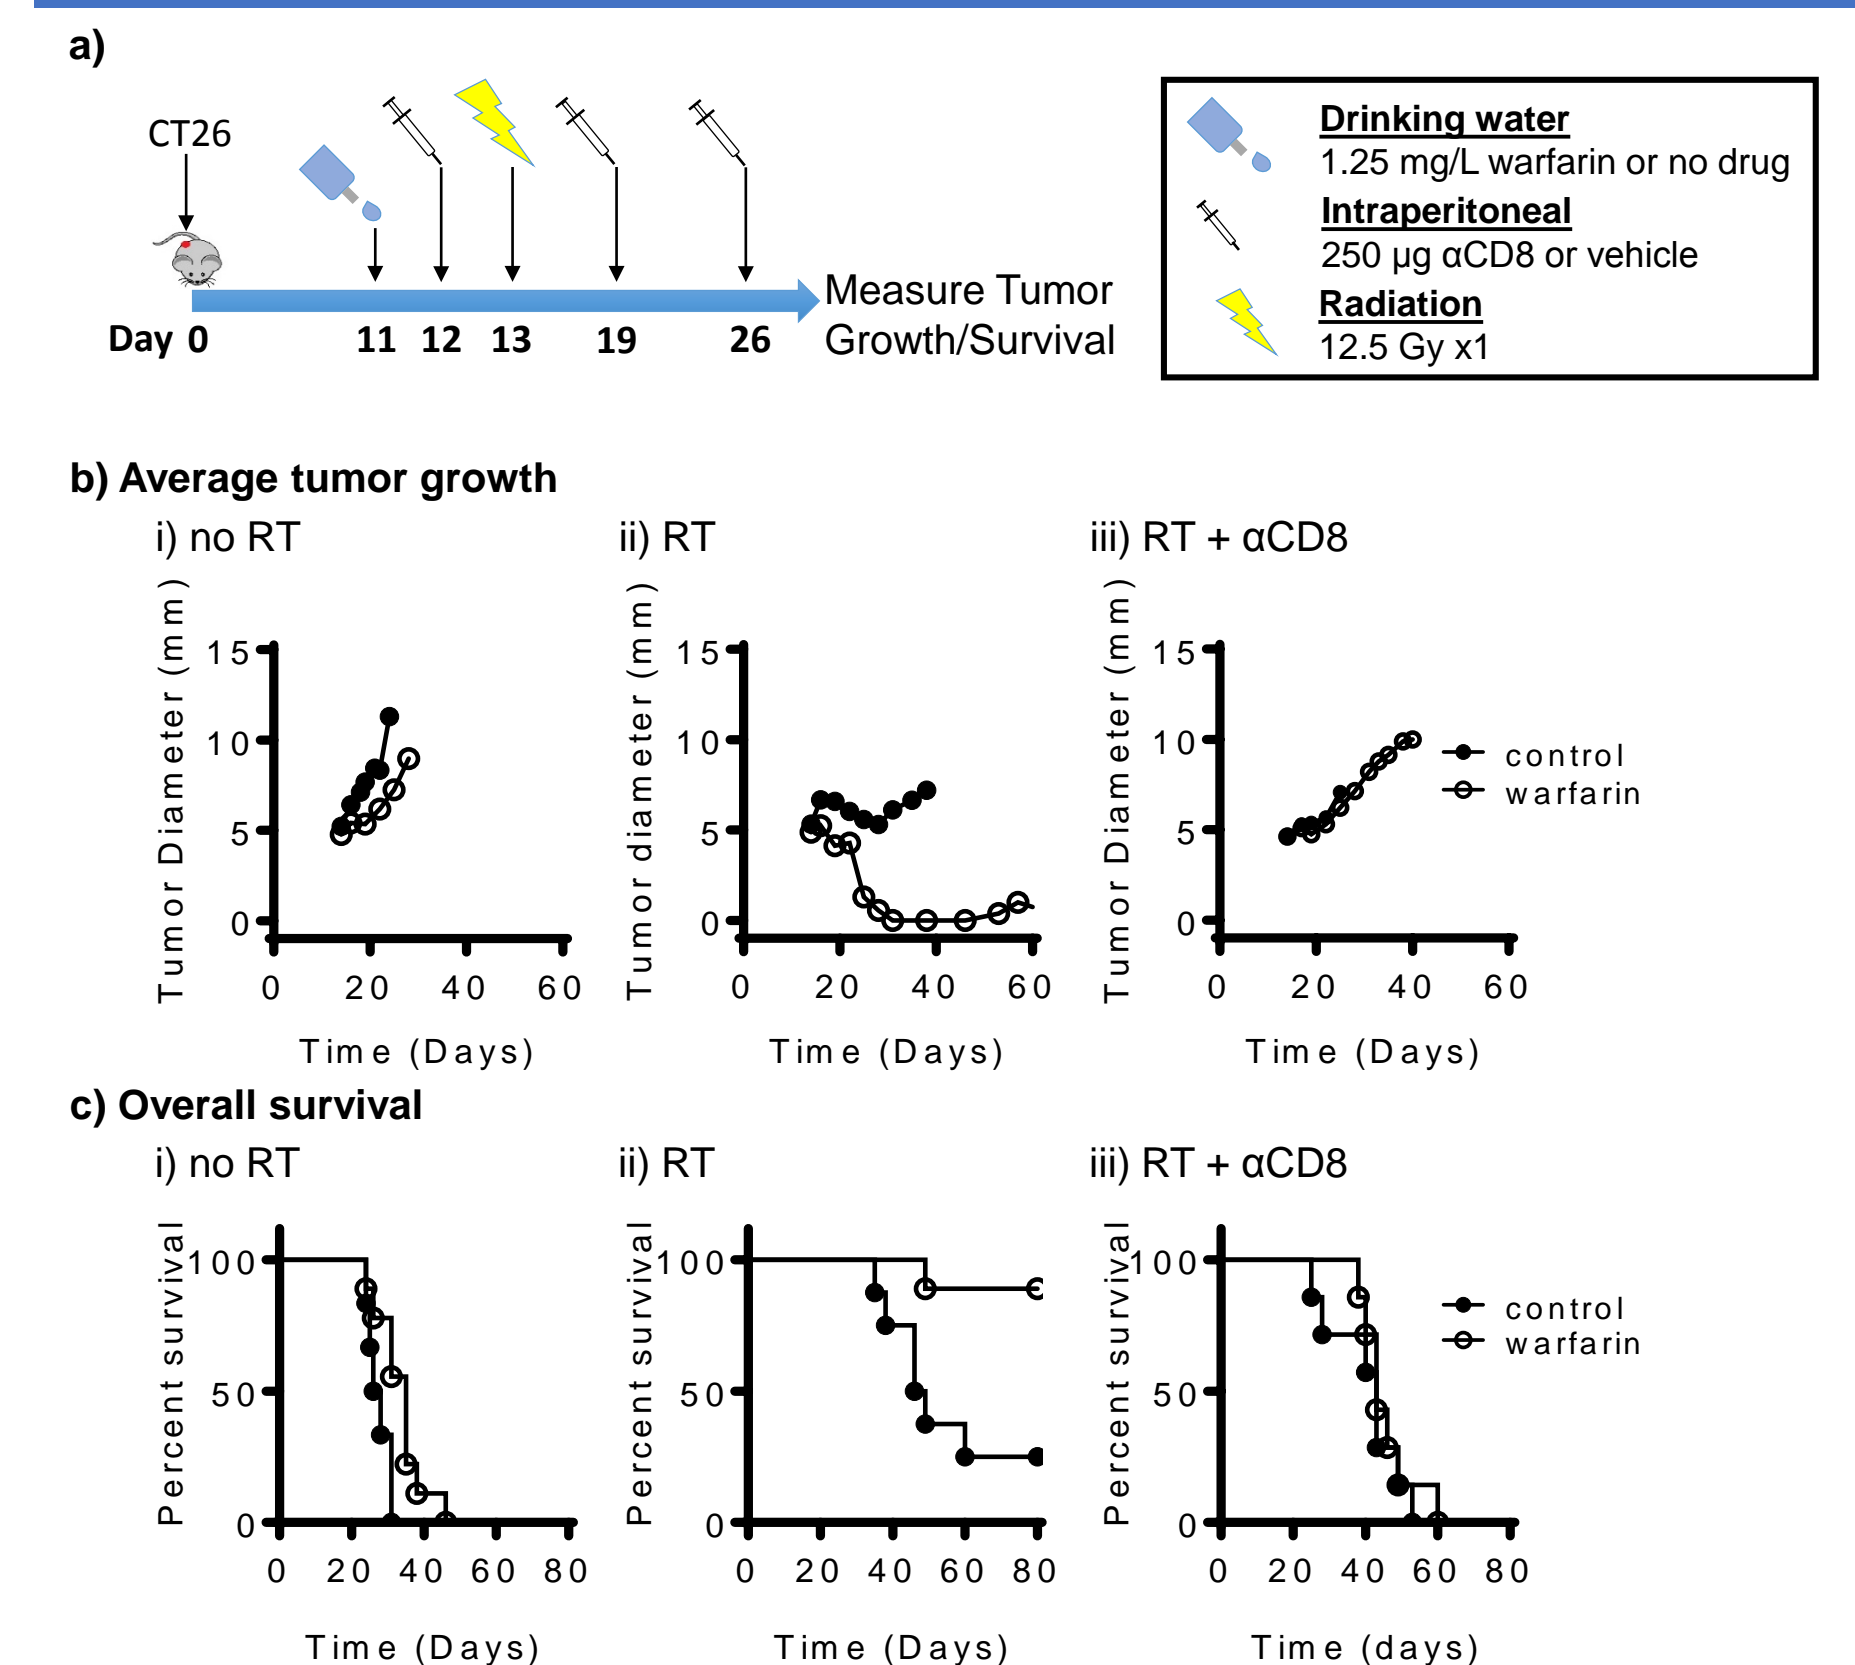 a)
CT26
Day 0 11 12 13 19 26
Measure Tumor
Growth/Survival
Drinking water
1.25 mg/L warfarin or no drug
Intraperitoneal
250 µg αCD8 or vehicle
Radiation
12.5 Gy x1
b) Average tumor growth
i) no RT
Tumor Diameter (mm)
15
10
5
0
0 20 40 60
Time (Days)
ii) RT
Tumor diameter (mm)
15
10
5
0
0 20 40 60
Time (Days)
iii) RT + αCD8
Tumor Diameter (mm)
15
10
5
0
0 20 40 60
Time (Days)
control
warfarin
c) Overall survival
i) no RT
Percent survival
100
50
0
0 20 40 60 80
Time (Days)
ii) RT
Percent survival
100
50
0
0 20 40 60 80
Time (Days)
iii) RT + αCD8
Percent survival
100
50
0
0 20 40 60 80
Time (days)
control
warfarin